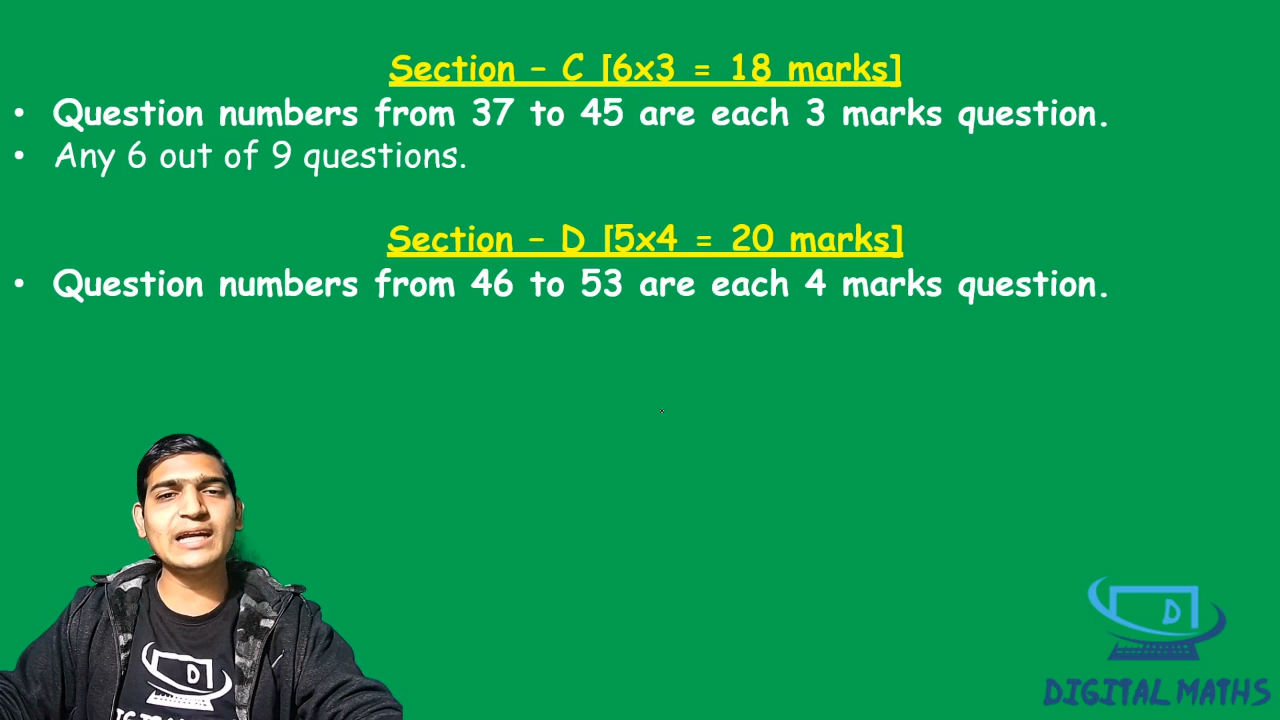 Section – C [6x3 = 18 marks]
• Question numbers from 37 to 45 are each 3 marks question.
• Any 6 out of 9 questions.
Section – D [5x4 = 20 marks]
• Question numbers from 46 to 53 are each 4 marks question.
D
DIGITAL MATHS
D